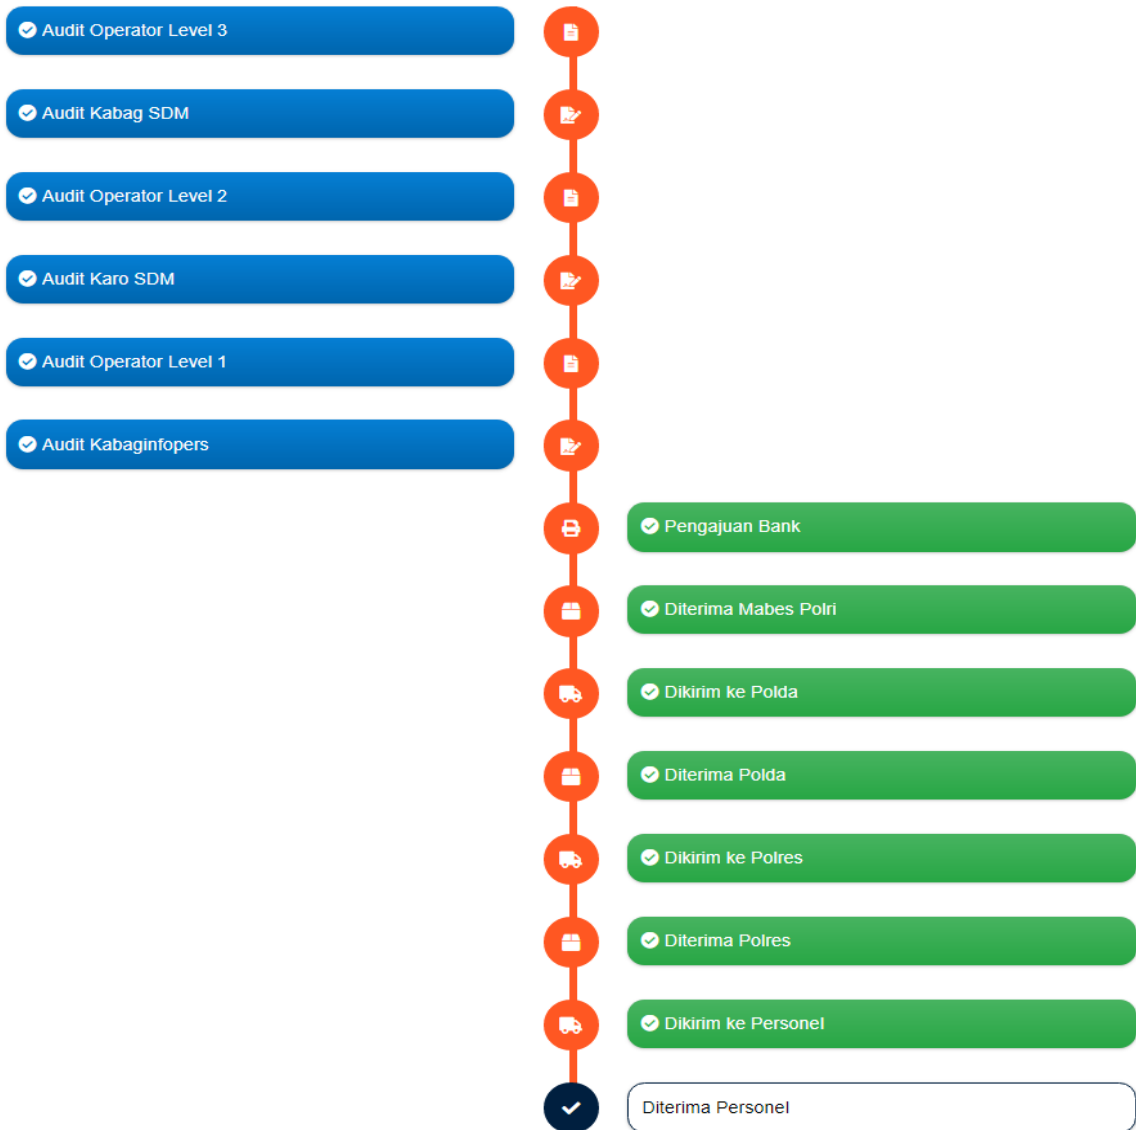 Audit Operator Level 3
Audit Kabag SDM
Audit Operator Level 2
Audit Karo SDM
Audit Operator Level 1
Audit Kabaginfopers
Pengajuan Bank
Diterima Mabes Polri
Dikirim ke Polda
Diterima Polda
Dikirim ke Polres
Diterima Polres
Dikirim ke Personel
Diterima Personel